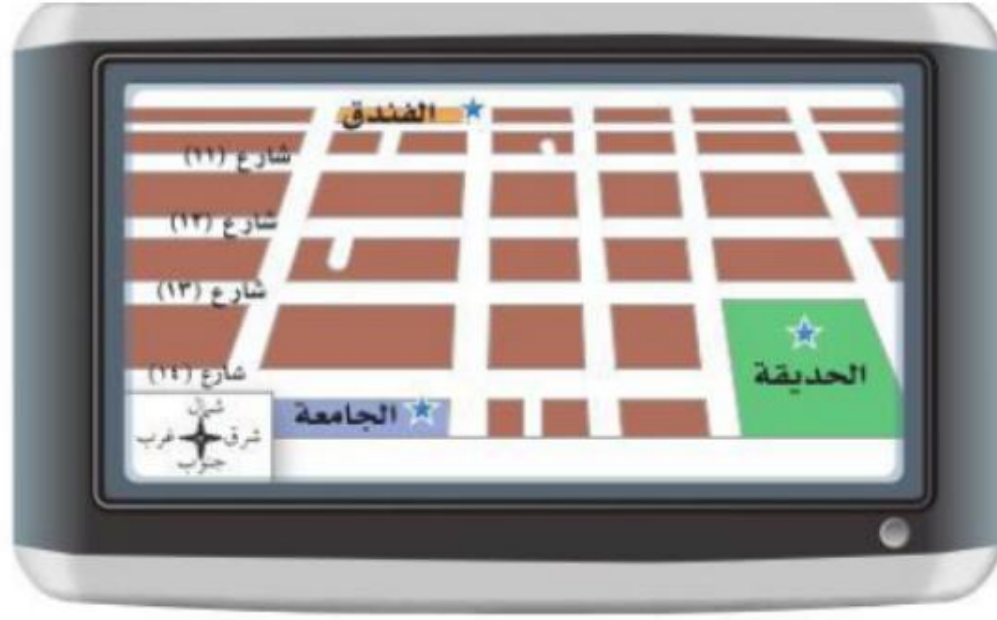 الفندق
شارع (١١)
شارع (١٢)
شارع (١٣)
الحديقة
شارع (١٤)
الجامعة
شمال
شرق
غرب
جنوب